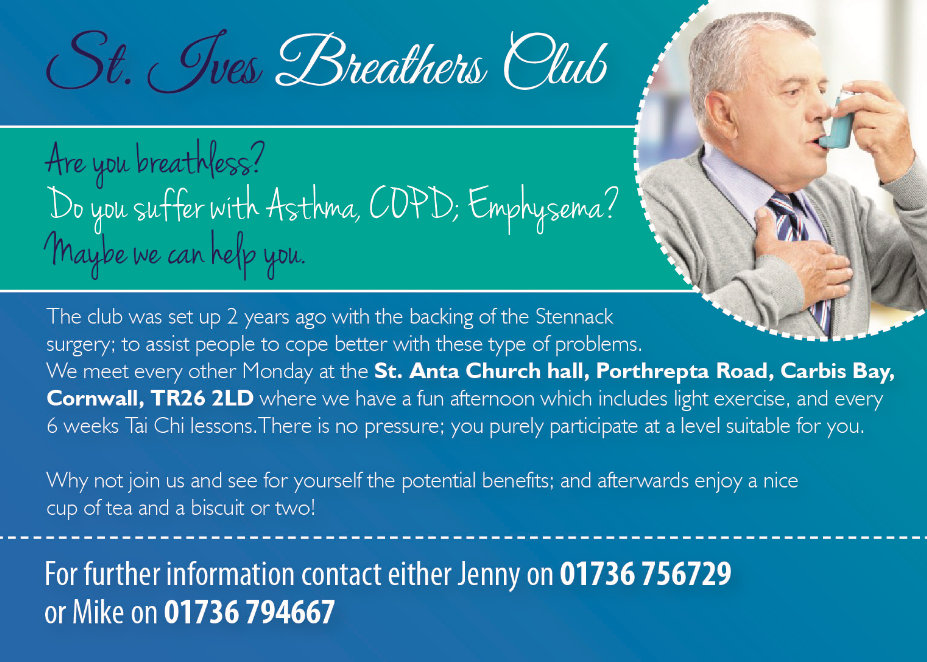 St. Ives Breathers Club
Are you breathless?
Do you suffer with Asthma, COPD; Emphysema?
Maybe we can help you.
The club was set up 2 years ago with the backing of the Stennack
surgery; to assist people to cope better with these type of problems.
We meet every other Monday at the St. Anta Church hall, Porthrepta Road, Carbis Bay,
Cornwall, TR26 2LD where we have a fun afternoon which includes light exercise, and every
6 weeks Tai Chi lessons.There is no pressure; you purely participate at a level suitable for you.
Why not join us and see for yourself the potential benefits; and afterwards enjoy a nice
cup of tea and a biscuit or two!
For further information contact either Jenny on 01736 756729
or Mike on 01736 794667